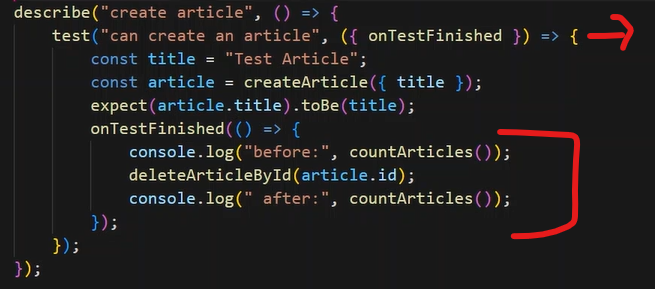 describe("create article", () => {
test("can create an article", ({ onTestFinished }) => {
const title = "Test Article";
const article = createArticle({ title });
expect(article.title).toBe(title);
onTestFinished(() => {
console.log("before:", countArticles());
deleteArticleById(article.id);
console.log(" after:", countArticles());
});
});
});